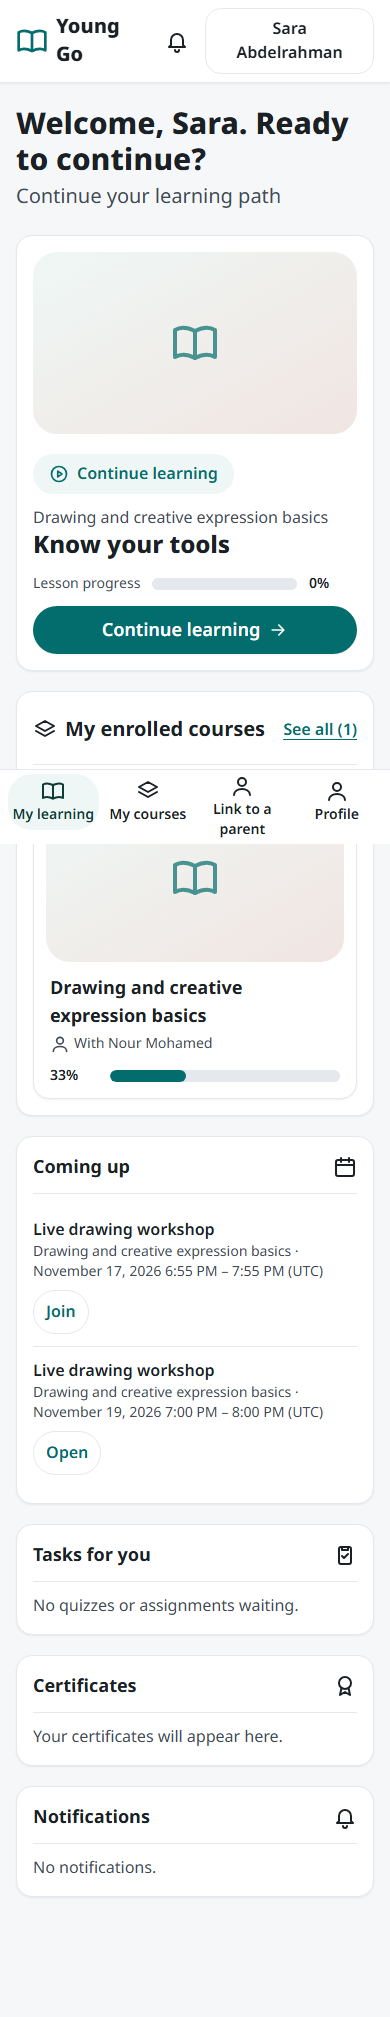 Young
Go
Sara
Abdelrahman
Welcome, Sara. Ready
to continue?
Continue your learning path
Continue learning
Drawing and creative expression basics
Know your tools
Lesson progress 0%
Continue learning →
My enrolled courses See all (1)
My learning
My courses
Link to a
parent
Profile
Drawing and creative
expression basics
With Nour Mohamed
33%
Coming up
Live drawing workshop
Drawing and creative expression basics ·
November 17, 2026 6:55 PM – 7:55 PM (UTC)
Join
Live drawing workshop
Drawing and creative expression basics ·
November 19, 2026 7:00 PM – 8:00 PM (UTC)
Open
Tasks for you
No quizzes or assignments waiting.
Certificates
Your certificates will appear here.
Notifications
No notifications.